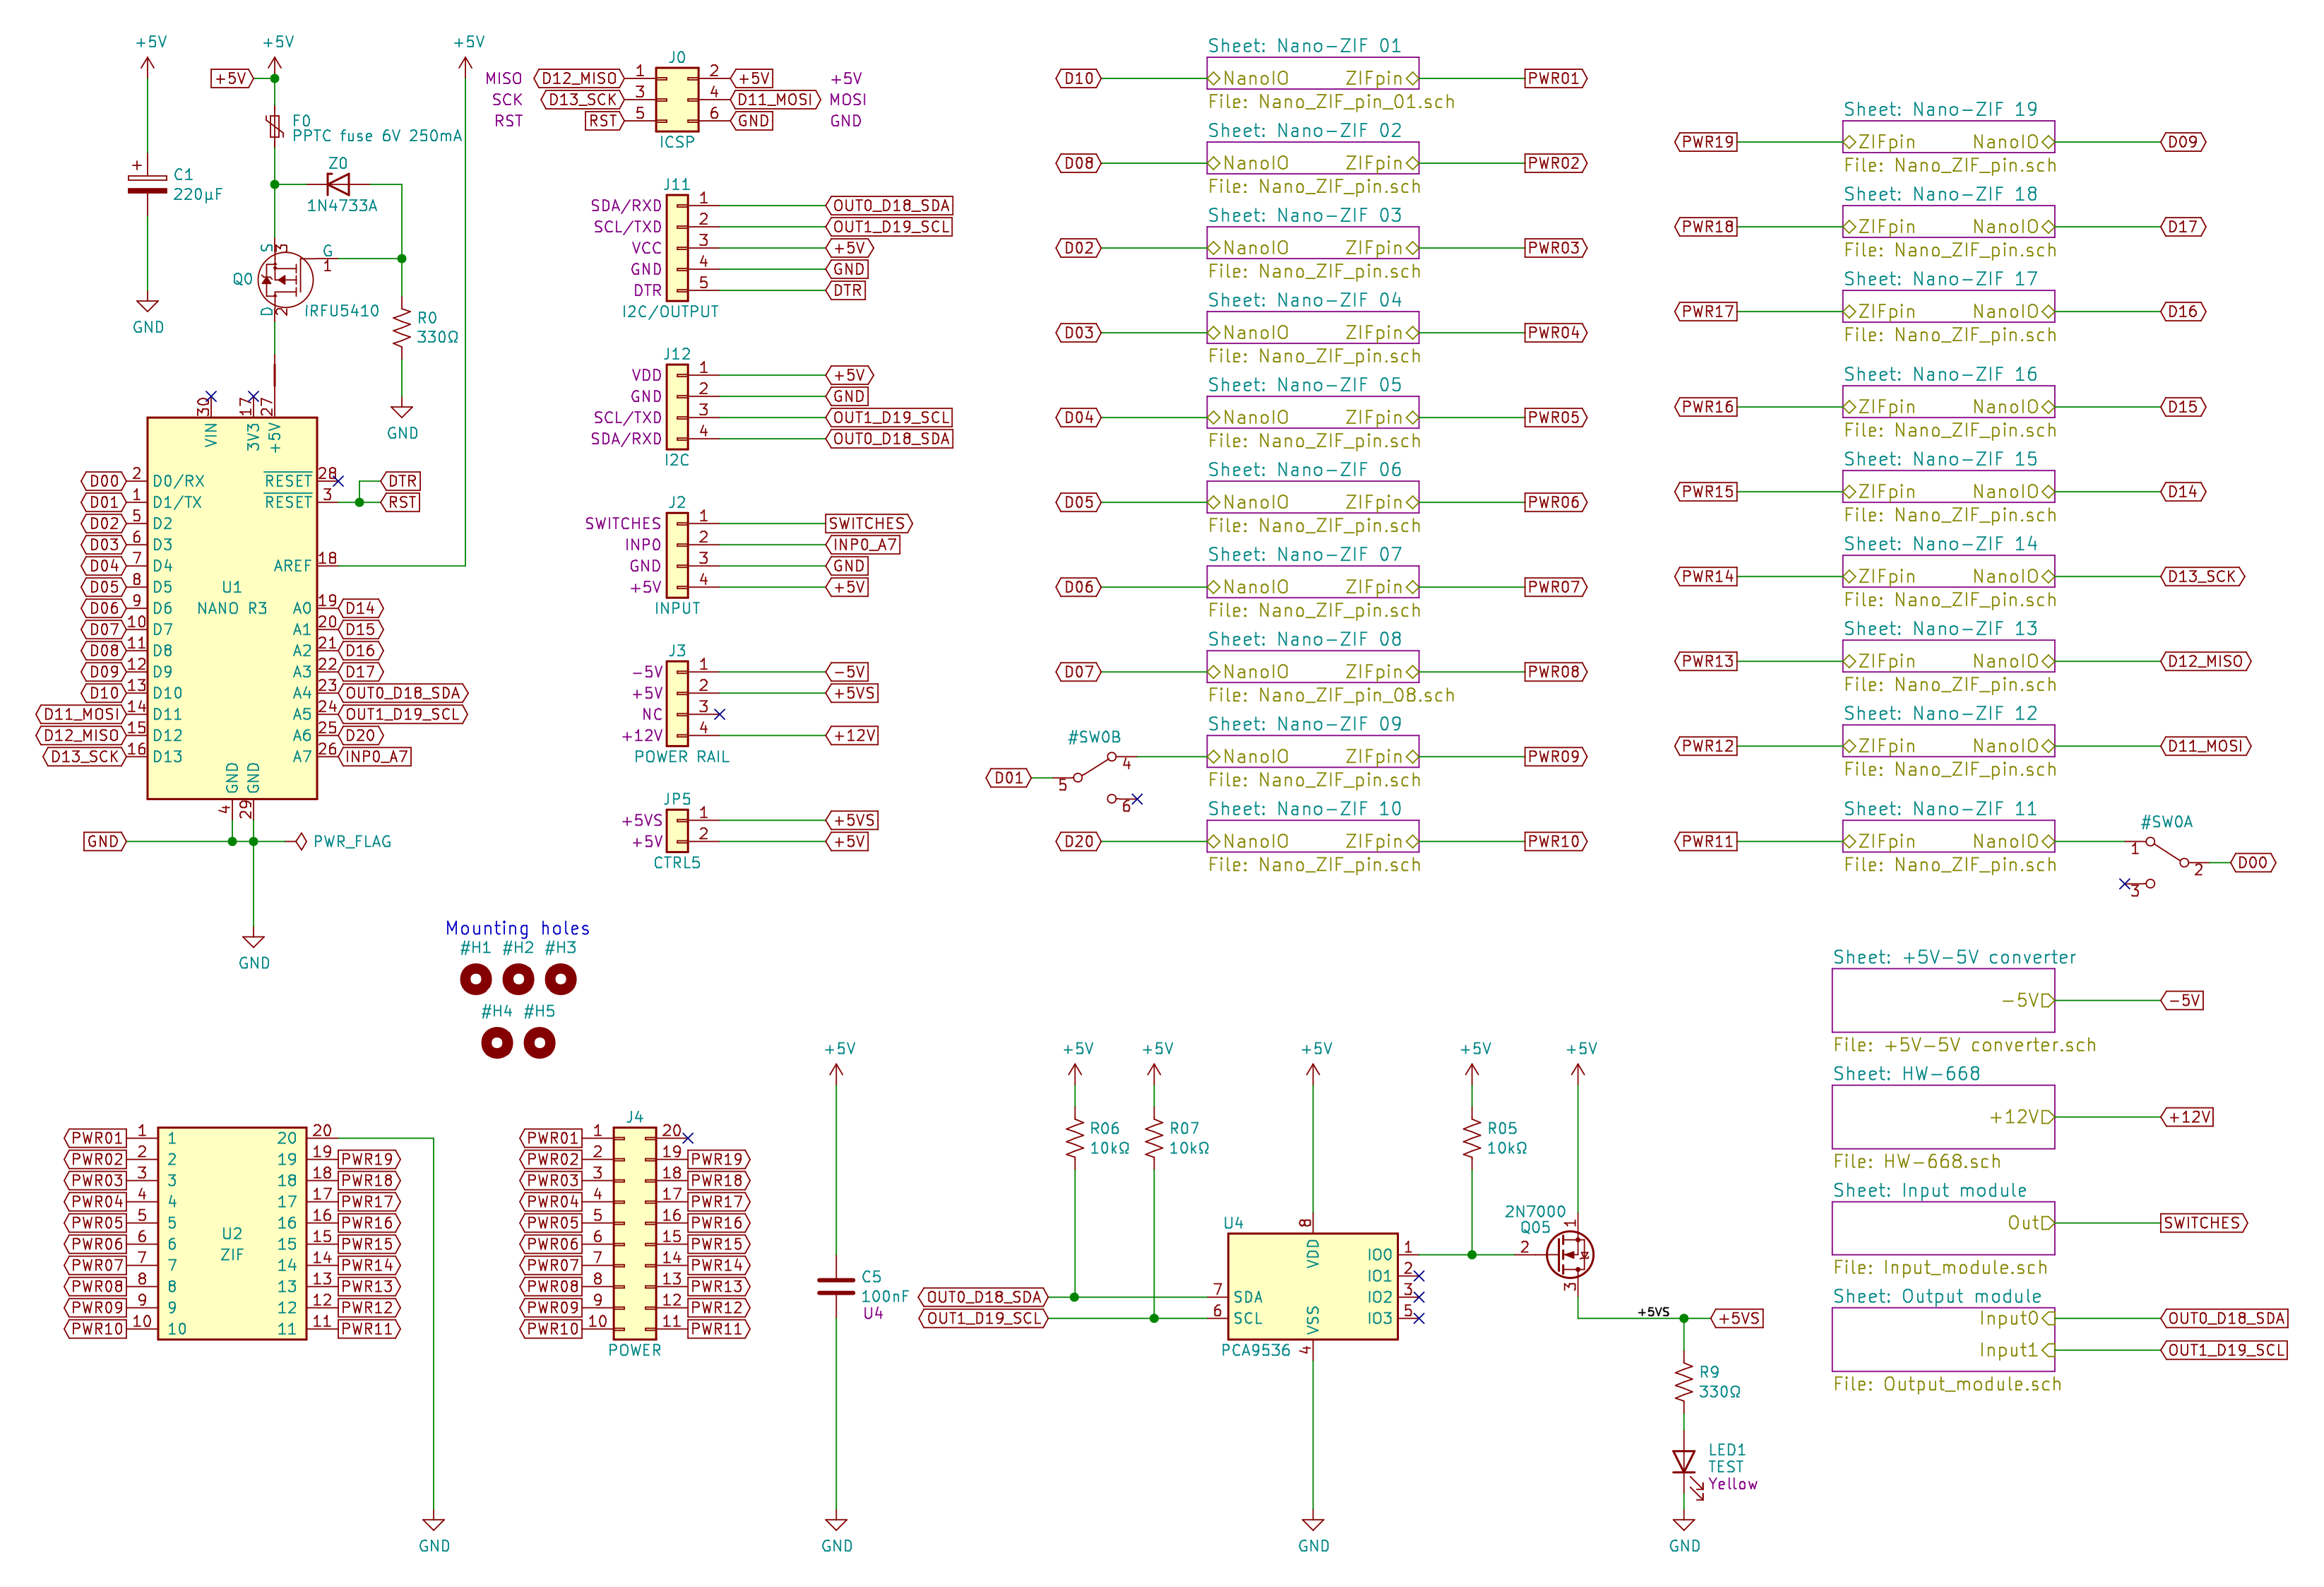 +5V
+5V
+5V
+5V
F0
PPTC fuse 6V 250mA
Z0
1N4733A
+
C1
220µF
GND
S
3
G
1
Q0
IRFU5410
D
2
R0
330Ω
GND
30
17
27
VIN
3V3
+5V
D00 2 D0/RX
D01 1 D1/TX
D02 5 D2
D03 6 D3
D04 7 D4
D05 8 D5
D06 9 D6
D07 10 D7
D08 11 D8
D09 12 D9
D10 13 D10
D11_MOSI 14 D11
D12_MISO 15 D12
D13_SCK 16 D13
U1
NANO R3
RESET 28
DTR
RESET 3 RST
AREF 18
A0 19 D14
A1 20 D15
A2 21 D16
A3 22 D17
A4 23 OUT0_D18_SDA
A5 24 OUT1_D19_SCL
A6 25 D20
A7 26 INP0_A7
GND GND
4 29
GND
PWR_FLAG
GND
J0
MISO D12_MISO 1 2 +5V +5V
SCK D13_SCK 3 4 D11_MOSI MOSI
RST RST 5 6 GND GND
ICSP
J11
SDA/RXD 1 OUT0_D18_SDA
SCL/TXD 2 OUT1_D19_SCL
VCC 3 +5V
GND 4 GND
DTR 5 DTR
I2C/OUTPUT
J12
VDD 1 +5V
GND 2 GND
SCL/TXD 3 OUT1_D19_SCL
SDA/RXD 4 OUT0_D18_SDA
I2C
J2
SWITCHES 1 SWITCHES
INP0 2 INP0_A7
GND 3 GND
+5V 4 +5V
INPUT
J3
-5V 1 -5V
+5V 2 +5VS
NC 3
+12V 4 +12V
POWER RAIL
JP5
+5VS 1 +5VS
+5V 2 +5V
CTRL5
Sheet: Nano-ZIF 01
D10 NanoIO ZIFpin PWR01
File: Nano_ZIF_pin_01.sch
Sheet: Nano-ZIF 02
D08 NanoIO ZIFpin PWR02
File: Nano_ZIF_pin.sch
Sheet: Nano-ZIF 03
D02 NanoIO ZIFpin PWR03
File: Nano_ZIF_pin.sch
Sheet: Nano-ZIF 04
D03 NanoIO ZIFpin PWR04
File: Nano_ZIF_pin.sch
Sheet: Nano-ZIF 05
D04 NanoIO ZIFpin PWR05
File: Nano_ZIF_pin.sch
Sheet: Nano-ZIF 06
D05 NanoIO ZIFpin PWR06
File: Nano_ZIF_pin.sch
Sheet: Nano-ZIF 07
D06 NanoIO ZIFpin PWR07
File: Nano_ZIF_pin.sch
Sheet: Nano-ZIF 08
D07 NanoIO ZIFpin PWR08
File: Nano_ZIF_pin_08.sch
Sheet: Nano-ZIF 09
#SW0B
D01 5 4 6
NanoIO ZIFpin PWR09
File: Nano_ZIF_pin.sch
Sheet: Nano-ZIF 10
D20 NanoIO ZIFpin PWR10
File: Nano_ZIF_pin.sch
Sheet: Nano-ZIF 19
PWR19 ZIFpin NanoIO D09
File: Nano_ZIF_pin.sch
Sheet: Nano-ZIF 18
PWR18 ZIFpin NanoIO D17
File: Nano_ZIF_pin.sch
Sheet: Nano-ZIF 17
PWR17 ZIFpin NanoIO D16
File: Nano_ZIF_pin.sch
Sheet: Nano-ZIF 16
PWR16 ZIFpin NanoIO D15
File: Nano_ZIF_pin.sch
Sheet: Nano-ZIF 15
PWR15 ZIFpin NanoIO D14
File: Nano_ZIF_pin.sch
Sheet: Nano-ZIF 14
PWR14 ZIFpin NanoIO D13_SCK
File: Nano_ZIF_pin.sch
Sheet: Nano-ZIF 13
PWR13 ZIFpin NanoIO D12_MISO
File: Nano_ZIF_pin.sch
Sheet: Nano-ZIF 12
PWR12 ZIFpin NanoIO D11_MOSI
File: Nano_ZIF_pin.sch
Sheet: Nano-ZIF 11
PWR11 ZIFpin NanoIO
File: Nano_ZIF_pin.sch
#SW0A
1 2 3 D00
Mounting holes
#H1 #H2 #H3
#H4 #H5
PWR01 1 1 20 20
PWR02 2 2 19 19 PWR19
PWR03 3 3 18 18 PWR18
PWR04 4 4 17 17 PWR17
PWR05 5 5 16 16 PWR16
PWR06 6 6 15 15 PWR15
PWR07 7 7 14 14 PWR14
PWR08 8 8 13 13 PWR13
PWR09 9 9 12 12 PWR12
PWR10 10 10 11 11 PWR11
U2
ZIF
GND
J4
PWR01 1 20
PWR02 2 19 PWR19
PWR03 3 18 PWR18
PWR04 4 17 PWR17
PWR05 5 16 PWR16
PWR06 6 15 PWR15
PWR07 7 14 PWR14
PWR08 8 13 PWR13
PWR09 9 12 PWR12
PWR10 10 11 PWR11
POWER
+5V
C5
100nF
U4
GND
+5V
+5V
+5V
+5V
+5V
R06
10kΩ
R07
10kΩ
R05
10kΩ
U4
8
VDD
IO0 1
IO1 2
IO2 3
IO3 5
OUT0_D18_SDA 7 SDA
OUT1_D19_SCL 6 SCL
VSS
4
PCA9536
GND
2N7000
Q05
1
2
3
+5VS
+5VS
R9
330Ω
LED1
TEST
Yellow
GND
Sheet: +5V-5V converter
-5V -5V
File: +5V-5V converter.sch
Sheet: HW-668
+12V +12V
File: HW-668.sch
Sheet: Input module
Out SWITCHES
File: Input_module.sch
Sheet: Output module
Input0 OUT0_D18_SDA
Input1 OUT1_D19_SCL
File: Output_module.sch